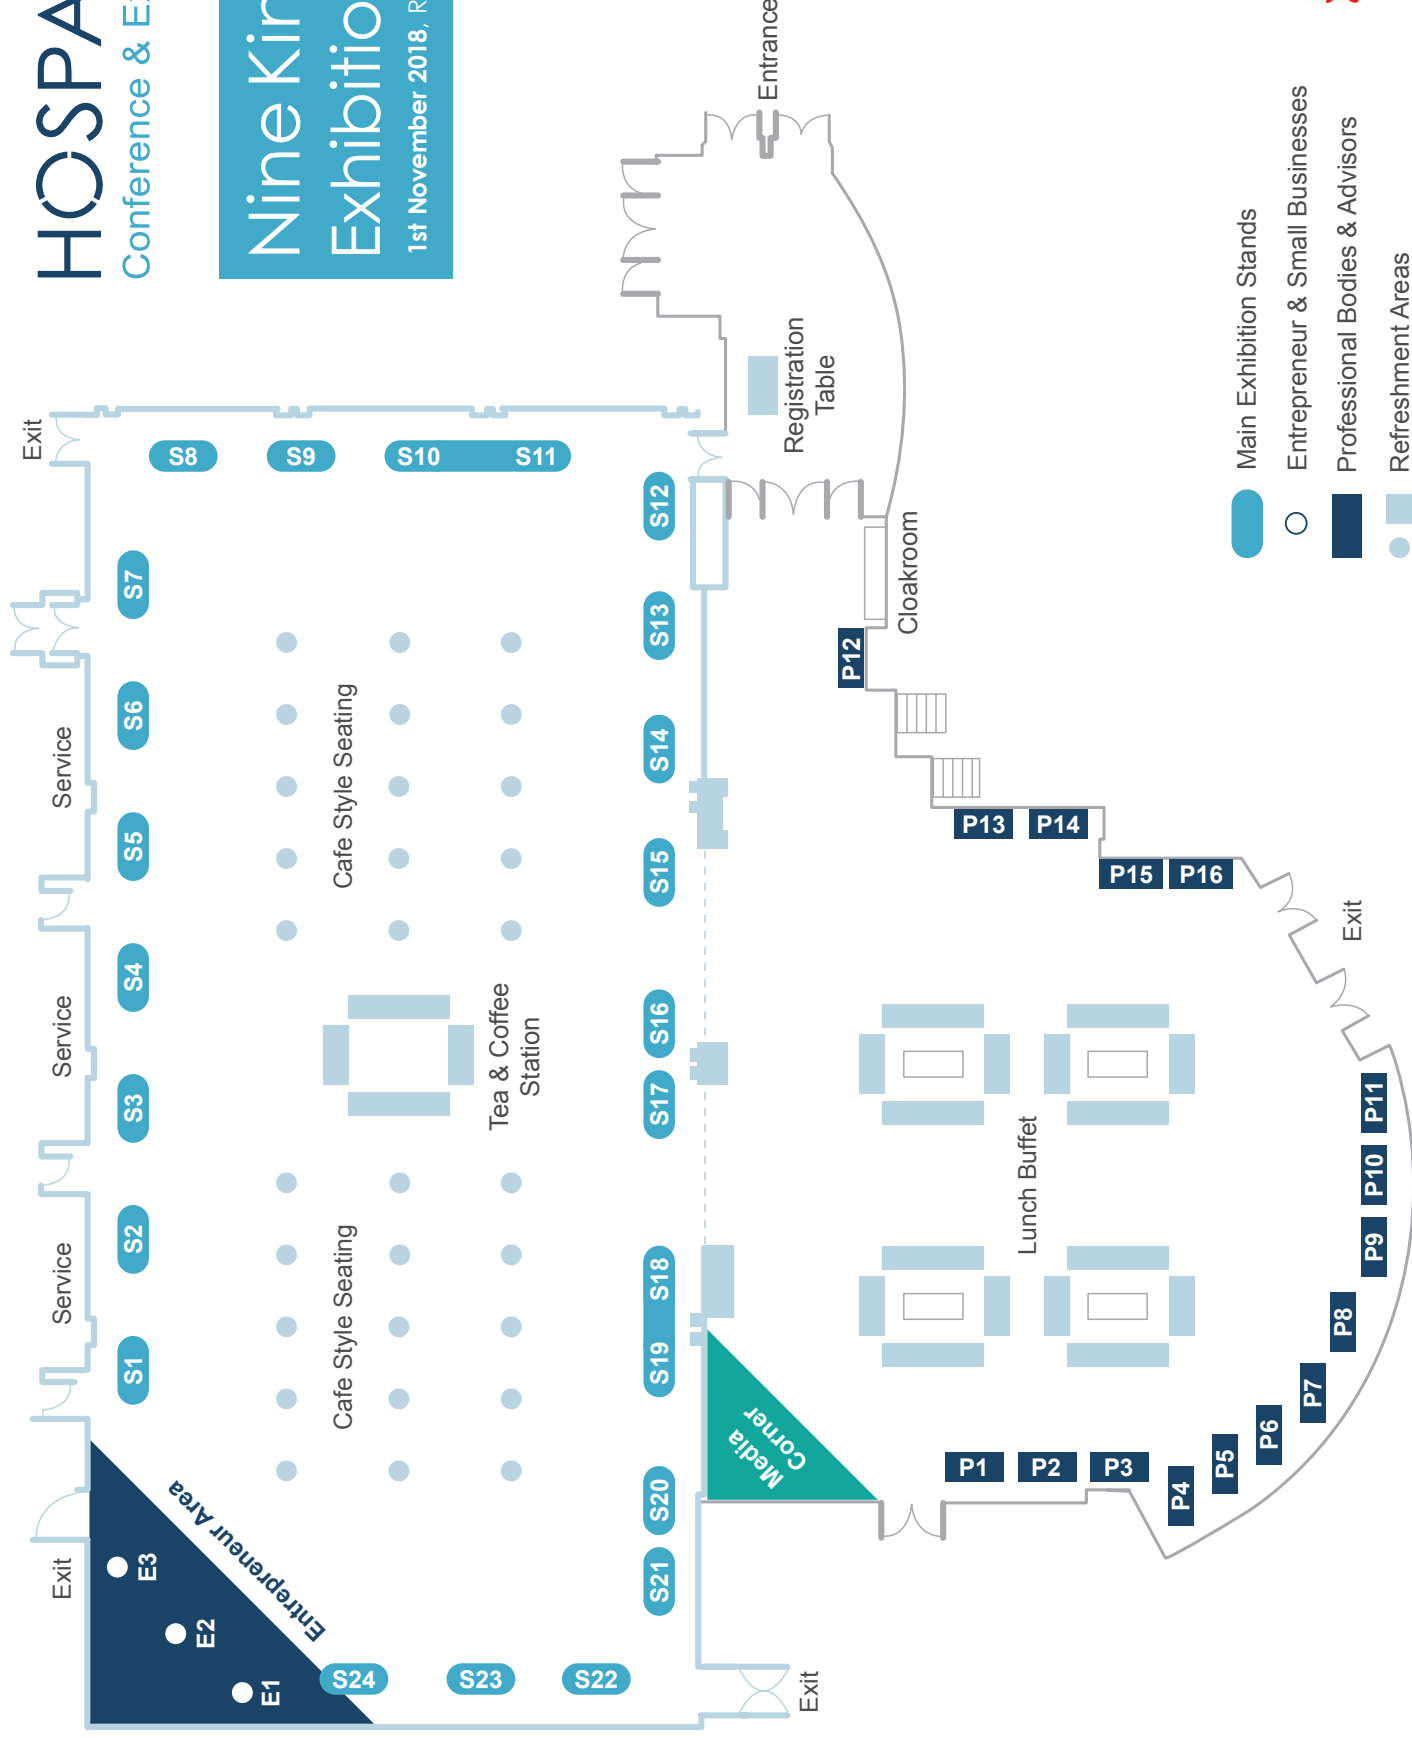 HOSPA
Conference & E
Nine Kin
Exhibitio
1st November 2018, R
Entrance
Registration
Table
Cloakroom
Exit
Service
Service
Service
Exit
Exit
Exit
S1
S2
S3
S4
S5
S6
S7
S8
S9
S10
S11
S12
S13
S14
S15
S16
S17
S18
S19
S20
S21
S22
S23
S24
Cafe Style Seating
Cafe Style Seating
Tea & Coffee
Station
Entrepreneur Area
E1
E2
E3
Media
Corner
Lunch Buffet
P1
P2
P3
P4
P5
P6
P7
P8
P9
P10
P11
P12
P13
P14
P15
P16
Main Exhibition Stands
Entrepreneur & Small Businesses
Professional Bodies & Advisors
Refreshment Areas